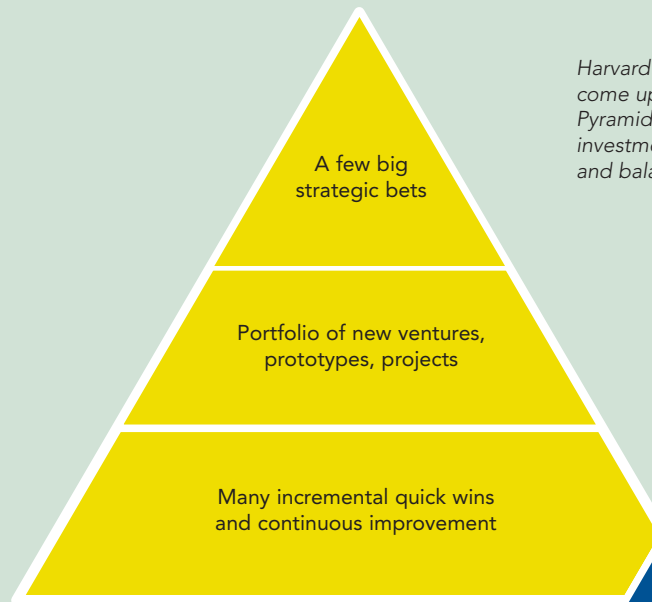 Harvard
come up
Pyramid
and
A few big
strategic bets
Portfolio of new ventures,
prototypes, projects
Many incremental quick wins
and continuous improvement